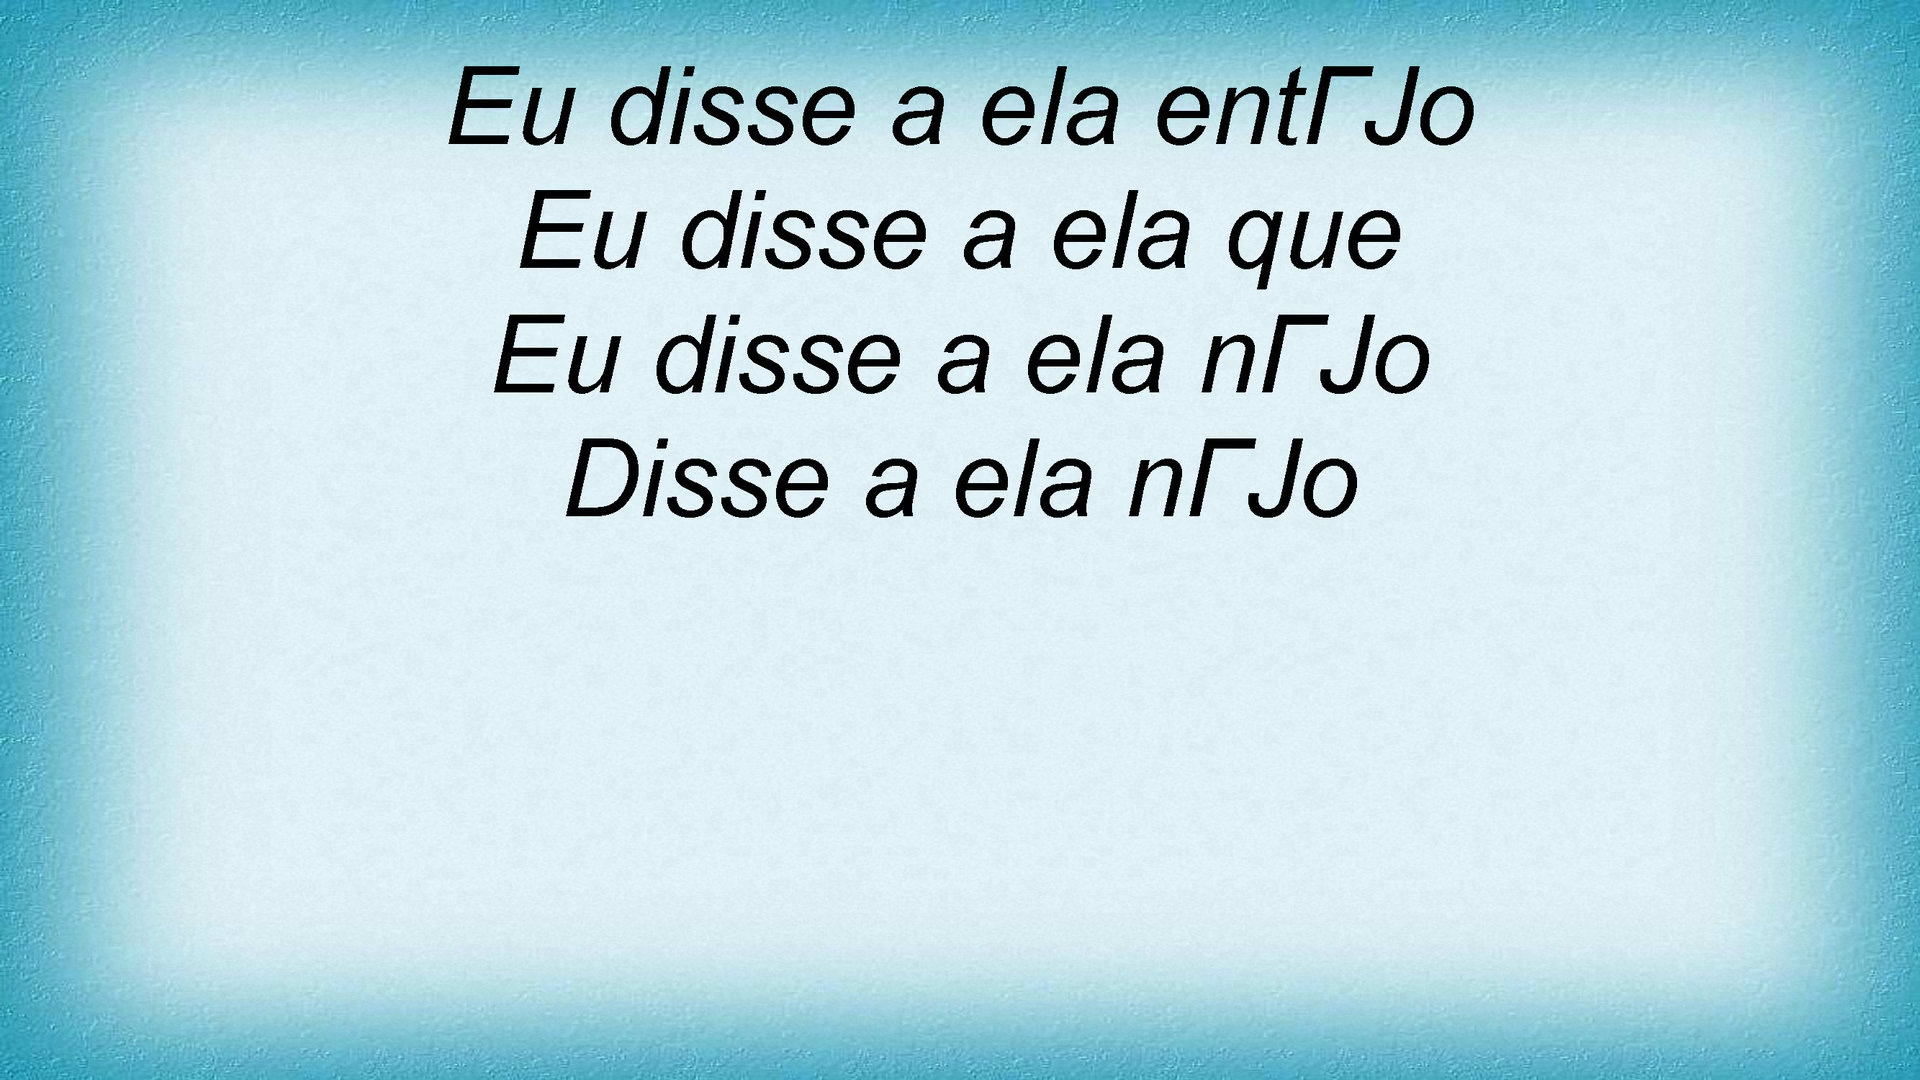 Eu disse a ela entГЈo
Eu disse a ela que
Eu disse a ela nГЈo
Disse a ela nГЈo